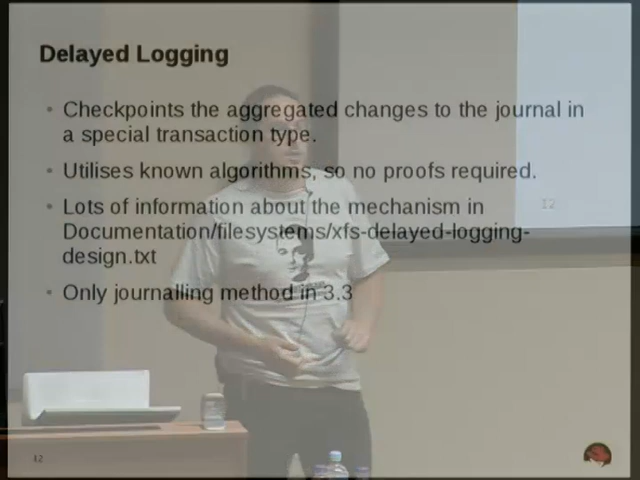 Delayed Logging
• Checkpoints the aggregated changes to the journal in
a special transaction type.
• Utilises known algorithms, so no proofs required.
• Lots of information about the mechanism in
Documentation/filesystems/xfs-delayed-logging-
design.txt
• Only journalling method in 3.3
12
12